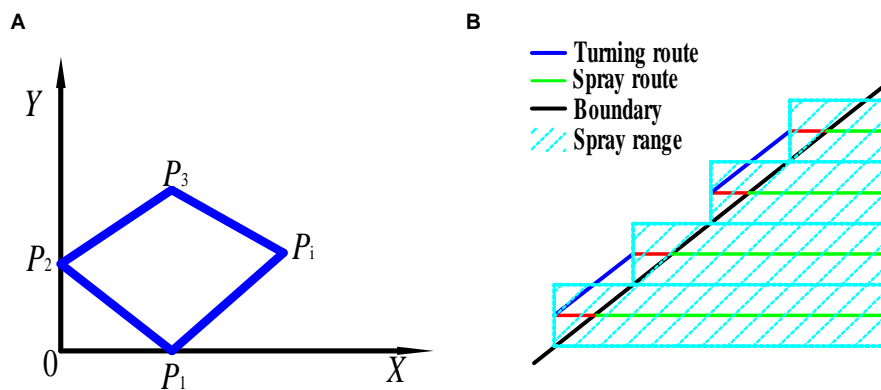 A
Y
P3
P2
Pi
0
P1
X
B
Turning route
Spray route
Boundary
Spray range